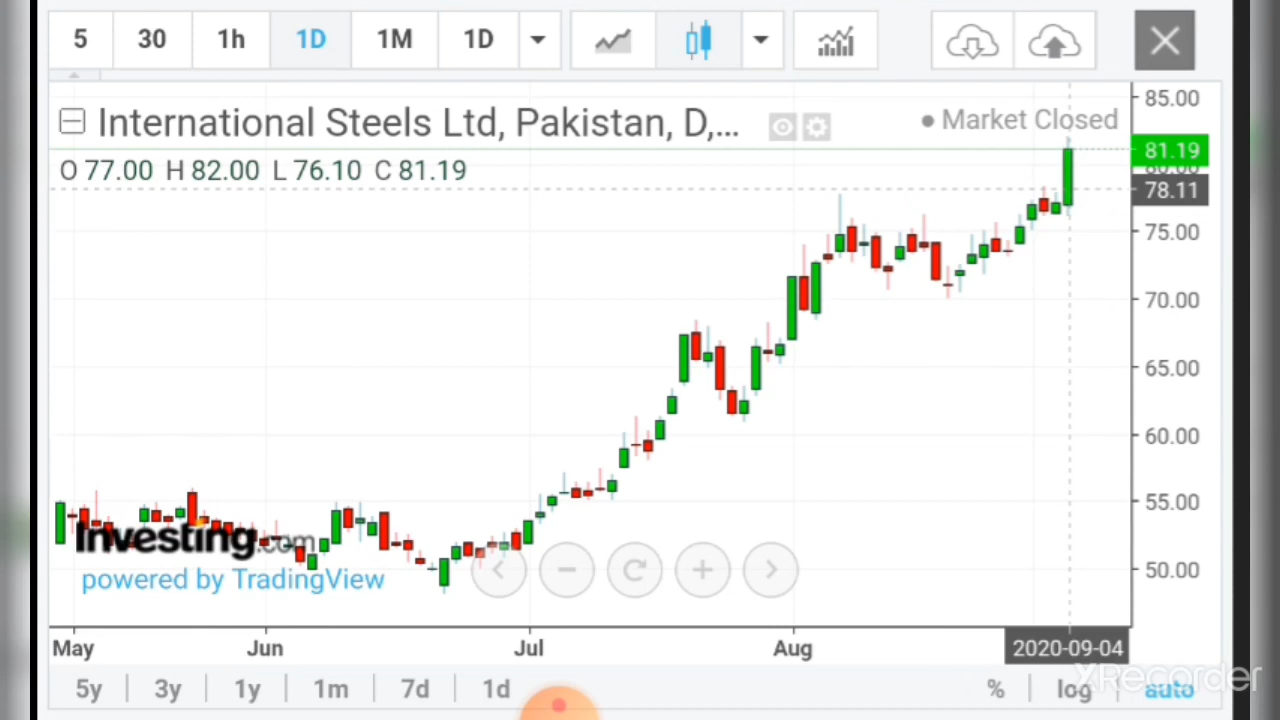 5 30 1h 1D 1M 1D
International Steels Ltd, Pakistan, D,...
Market Closed
O 77.00 H 82.00 L 76.10 C 81.19
85.00
81.19
80.00
78.11
75.00
70.00
65.00
60.00
55.00
50.00
Investing.com
powered by TradingView
May Jun Jul Aug 2020-09-04
5y 3y 1y 1m 7d 1d % log auto
XRecorder